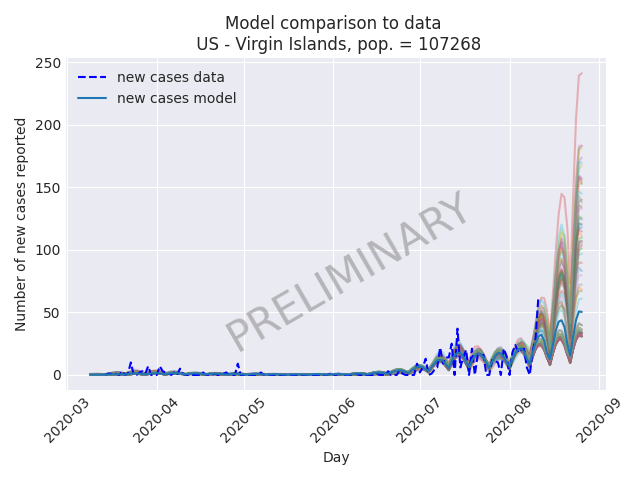 Model comparison to data
US - Virgin Islands, pop. = 107268
250
200
150
100
50
0
Number of new cases reported
new cases data
new cases model
PRELIMINARY
2020-03
2020-04
2020-05
2020-06
2020-07
2020-08
2020-09
Day